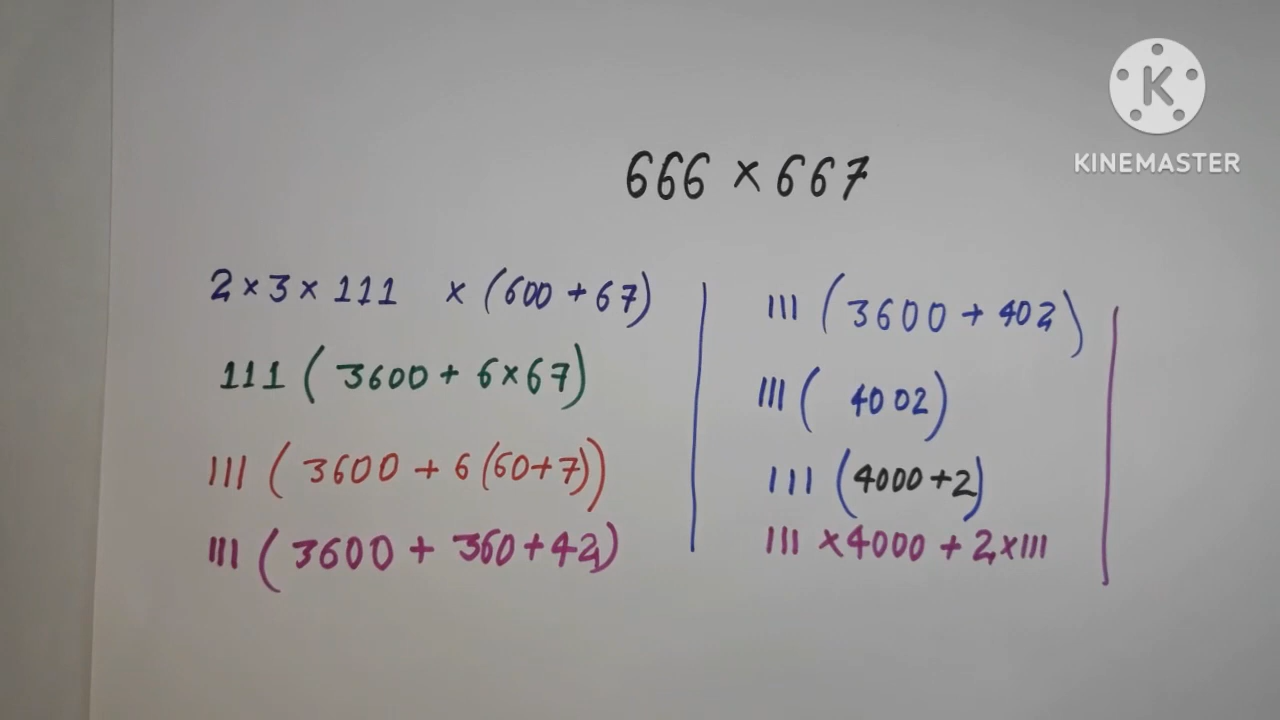 KINEMASTER
666 × 667
2 × 3 × 111 × (600 + 67)
111 ( 3600 + 6 × 67)
111 ( 3600 + 6 (60+7))
111 ( 3600 + 360 + 42)
111 ( 3600 + 402)
111 ( 4002)
111 (4000 + 2)
111 × 4000 + 2 × 111